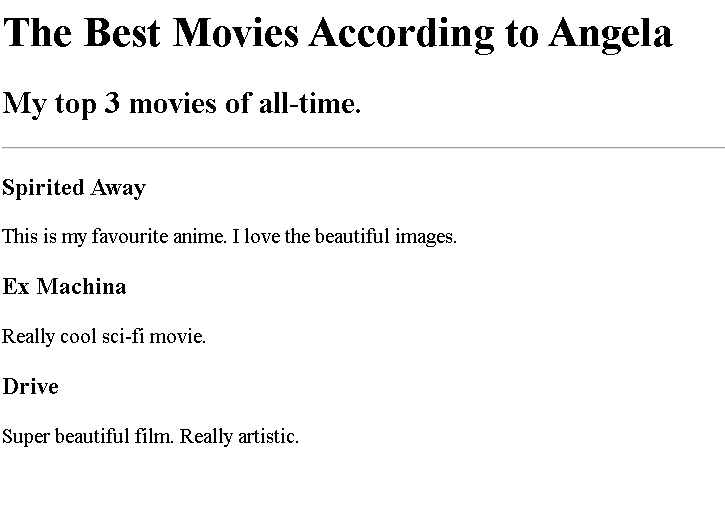 The Best Movies According to Angela
My top 3 movies of all-time.
Spirited Away
This is my favourite anime. I love the beautiful images.
Ex Machina
Really cool sci-fi movie.
Drive
Super beautiful film. Really artistic.